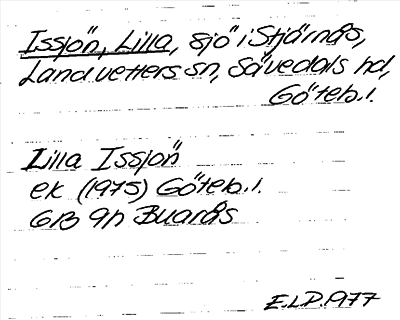 Issjön, Lilla, sjö i Stjärnås,
Landvetters sn, Sävedals hd,
Göteb.l.
Lilla Issjön
ek (1975) Göteb.l.
6B 9h Buarås
E.L.P. 1977